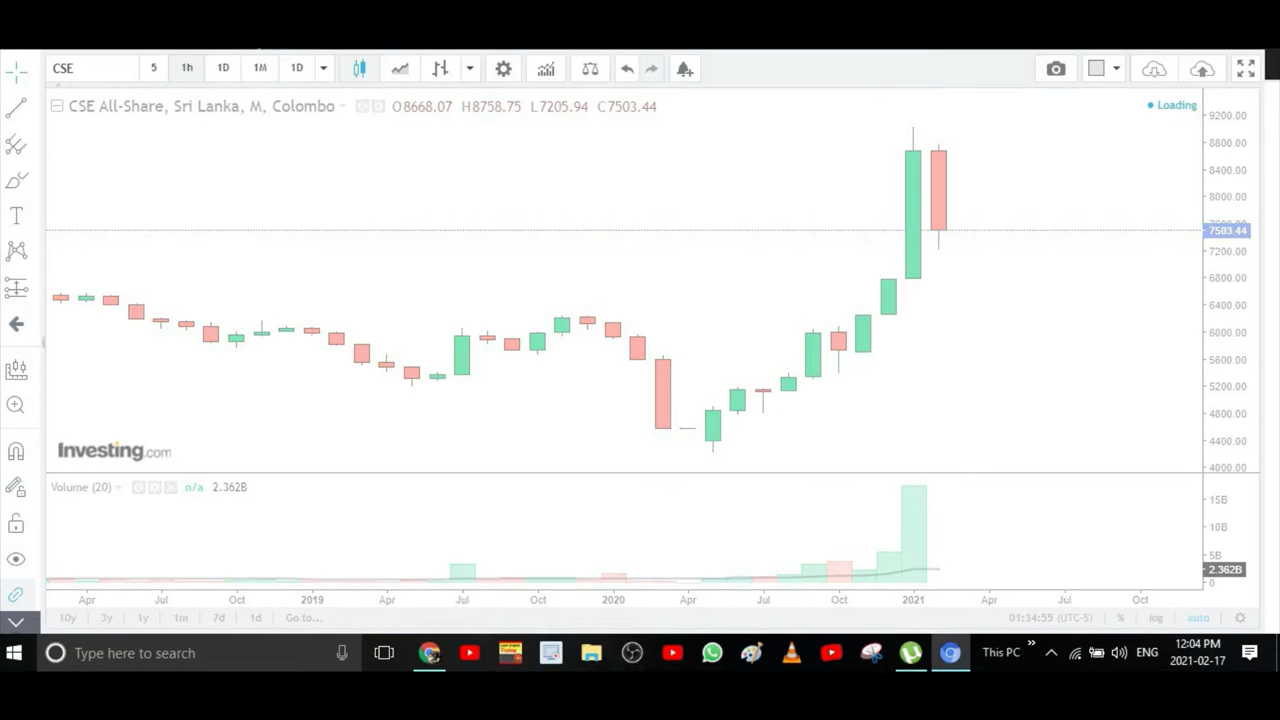 CSE 5 1h 1D 1M 1D
CSE All-Share, Sri Lanka, M, Colombo O8668.07 H8758.75 L7205.94 C7503.44
Loading
9200.00
8800.00
8400.00
8000.00
7503.44
7200.00
6800.00
6400.00
6000.00
5600.00
5200.00
4800.00
4400.00
4000.00
Investing.com
Volume (20) n/a 2.362B
15B
10B
5B
2.362B
0
Apr Jul Oct 2019 Apr Jul Oct 2020 Apr Jul Oct 2021 Apr Jul Oct
10y 3y 1y 1m 7d 1d Go to... 01:34:55 (UTC-5) % log auto
Type here to search This PC ENG 12:04 PM
2021-02-17